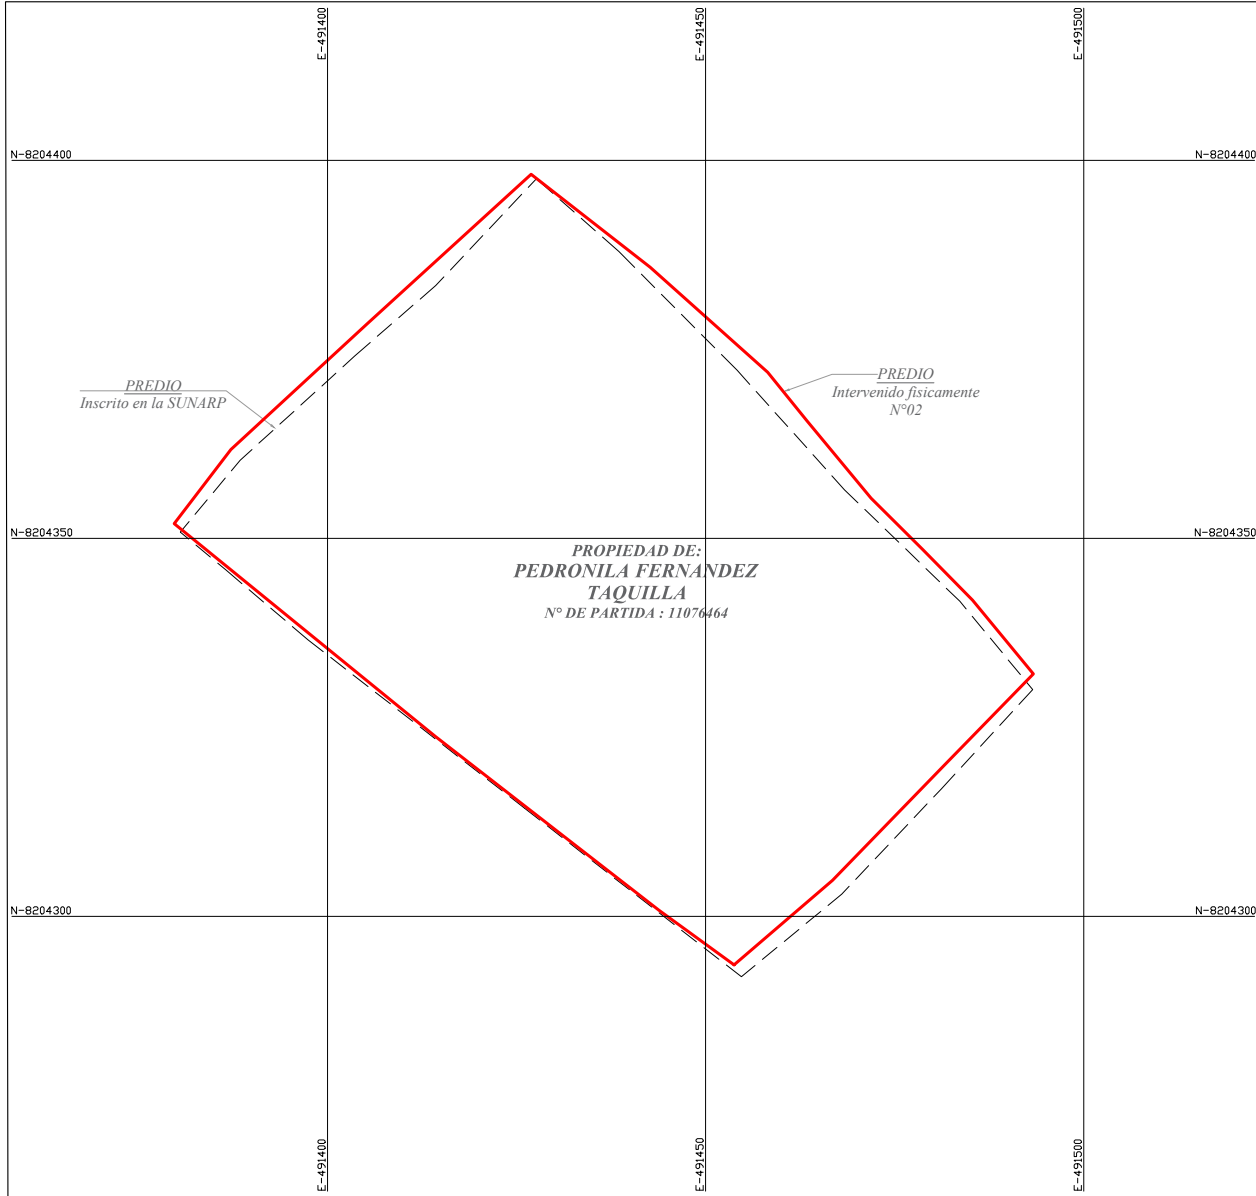 E-491400
E-491450
E-491500
N-8204400
N-8204400
PREDIO
Inscrito en la SUNARP
PREDIO
Intervenido fisicamente
N°02
N-8204350
N-8204350
PROPIEDAD DE:
PEDRONILA FERNANDEZ
TAQUILLA
N° DE PARTIDA : 11076464
N-8204300
N-8204300
E-491400
E-491450
E-491500